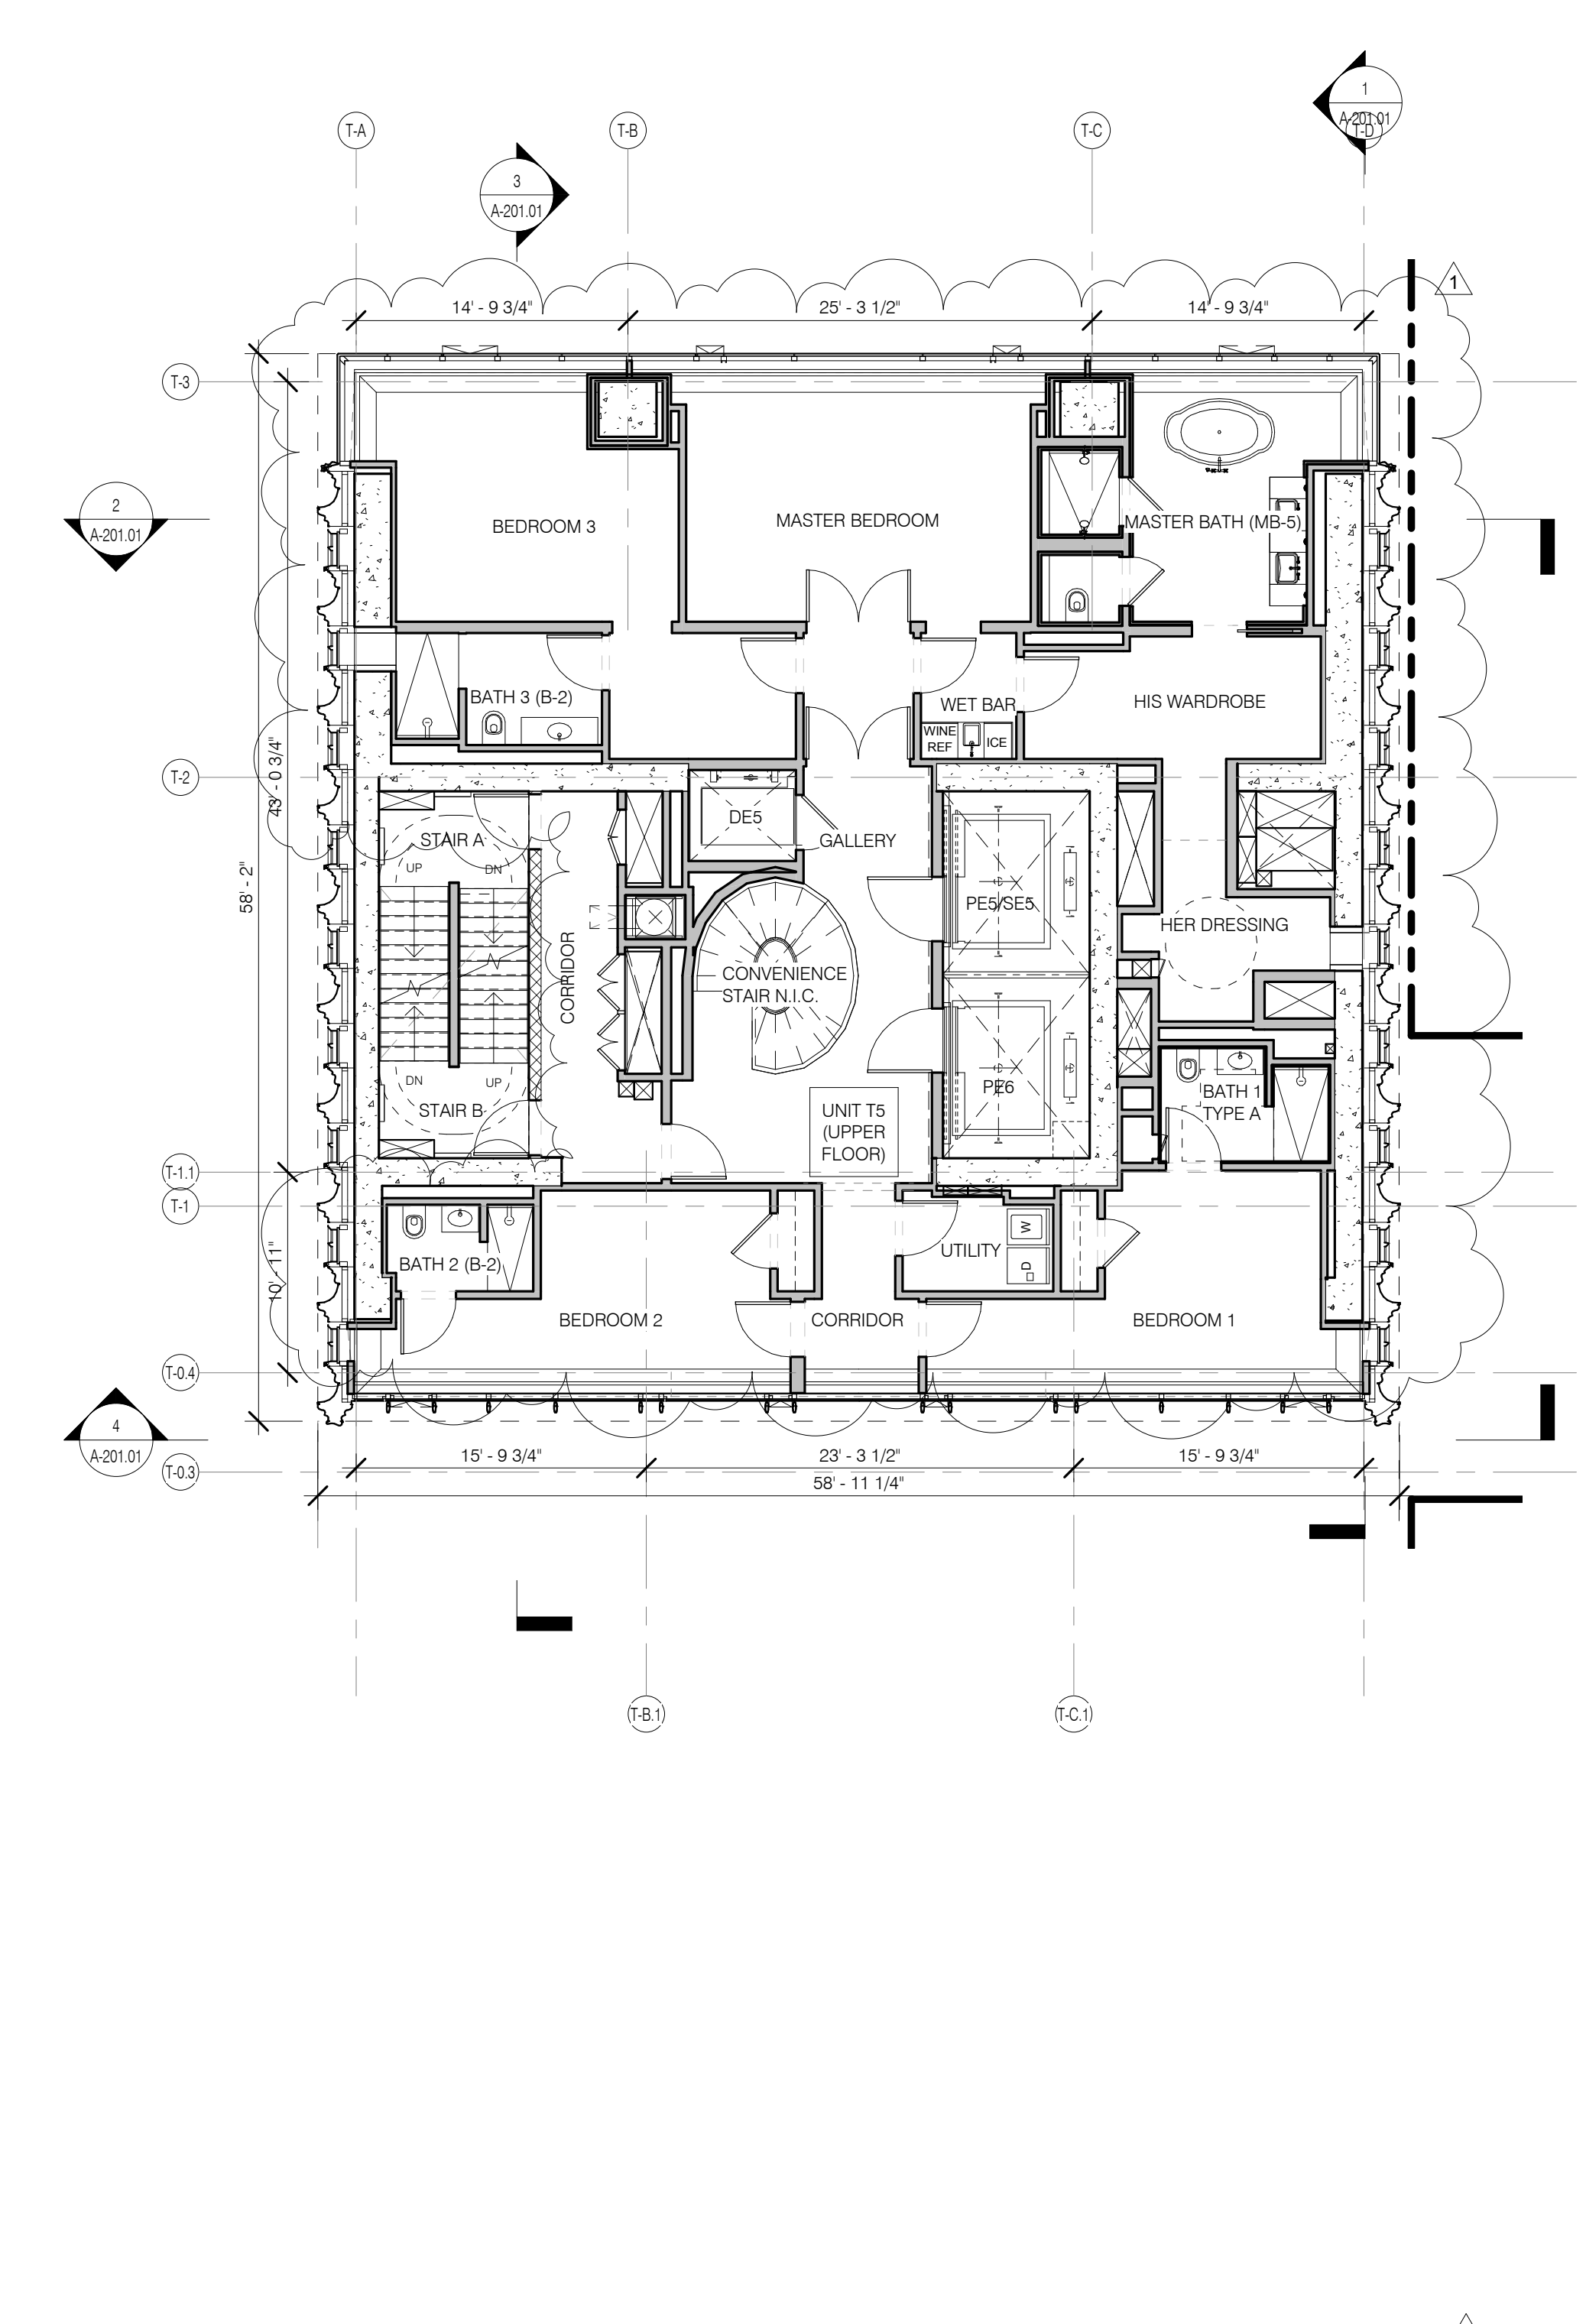 1
A-201.01
T-A
T-B
T-C
T-D
3
A-201.01
1
14' - 9 3/4"
25' - 3 1/2"
14' - 9 3/4"
T-3
2
A-201.01
BEDROOM 3
MASTER BEDROOM
MASTER BATH (MB-5)
BATH 3 (B-2)
WET BAR
HIS WARDROBE
WINE
REF
ICE
T-2
43' - 0 3/4"
58' - 2"
STAIR A
UP
DN
DE5
GALLERY
PE5/SE5
HER DRESSING
CORRIDOR
CONVENIENCE
STAIR N.I.C.
DN
UP
STAIR B
PE6
UNIT T5
(UPPER
FLOOR)
BATH 1
TYPE A
T-1.1
T-1
10' - 11"
BATH 2 (B-2)
UTILITY
W
D
BEDROOM 2
CORRIDOR
BEDROOM 1
T-0.4
4
A-201.01
T-0.3
15' - 9 3/4"
23' - 3 1/2"
15' - 9 3/4"
58' - 11 1/4"
T-B.1
T-C.1